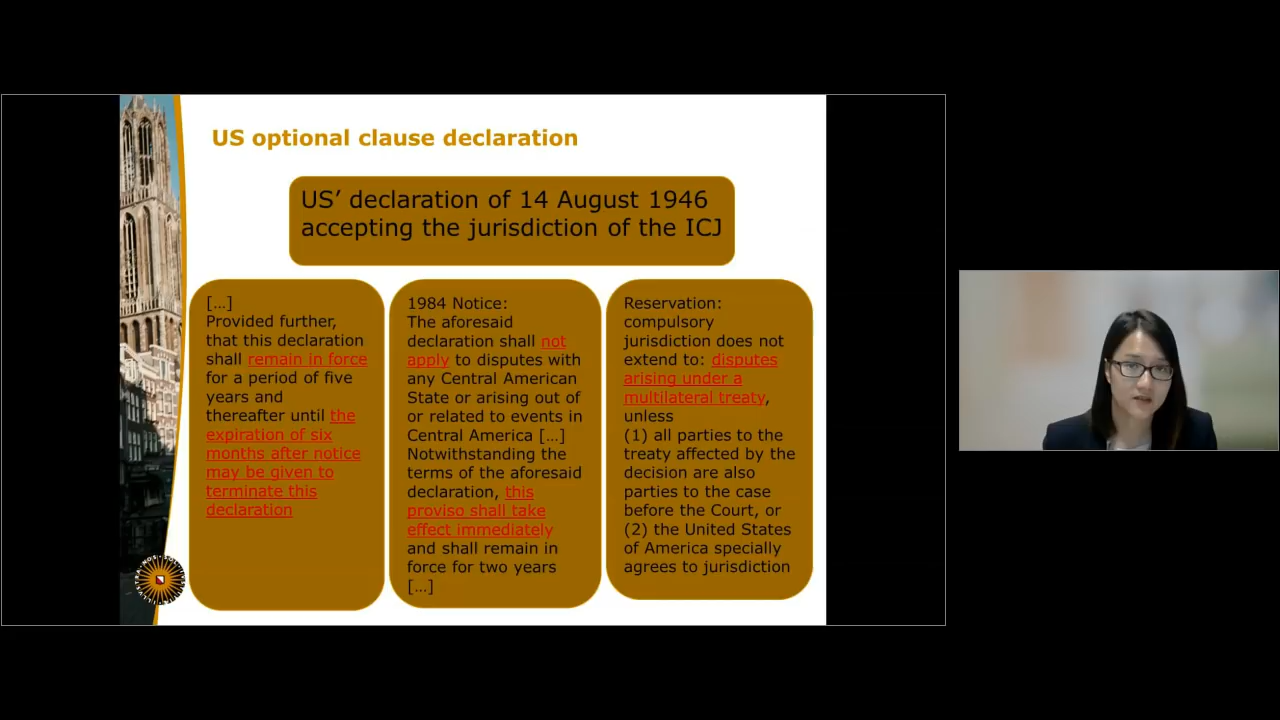 US optional clause declaration
US’ declaration of 14 August 1946
accepting the jurisdiction of the ICJ
[…]
Provided further,
that this declaration
shall remain in force
for a period of five
years and
thereafter until the
expiration of six
months after notice
may be given to
terminate this
declaration
1984 Notice:
The aforesaid
declaration shall not
apply to disputes with
any Central American
State or arising out of
or related to events in
Central America […]
Notwithstanding the
terms of the aforesaid
declaration, this
proviso shall take
effect immediately
and shall remain in
force for two years
[…]
Reservation:
compulsory
jurisdiction does not
extend to: disputes
arising under a
multilateral treaty,
unless
(1) all parties to the
treaty affected by the
decision are also
parties to the case
before the Court, or
(2) the United States
of America specially
agrees to jurisdiction